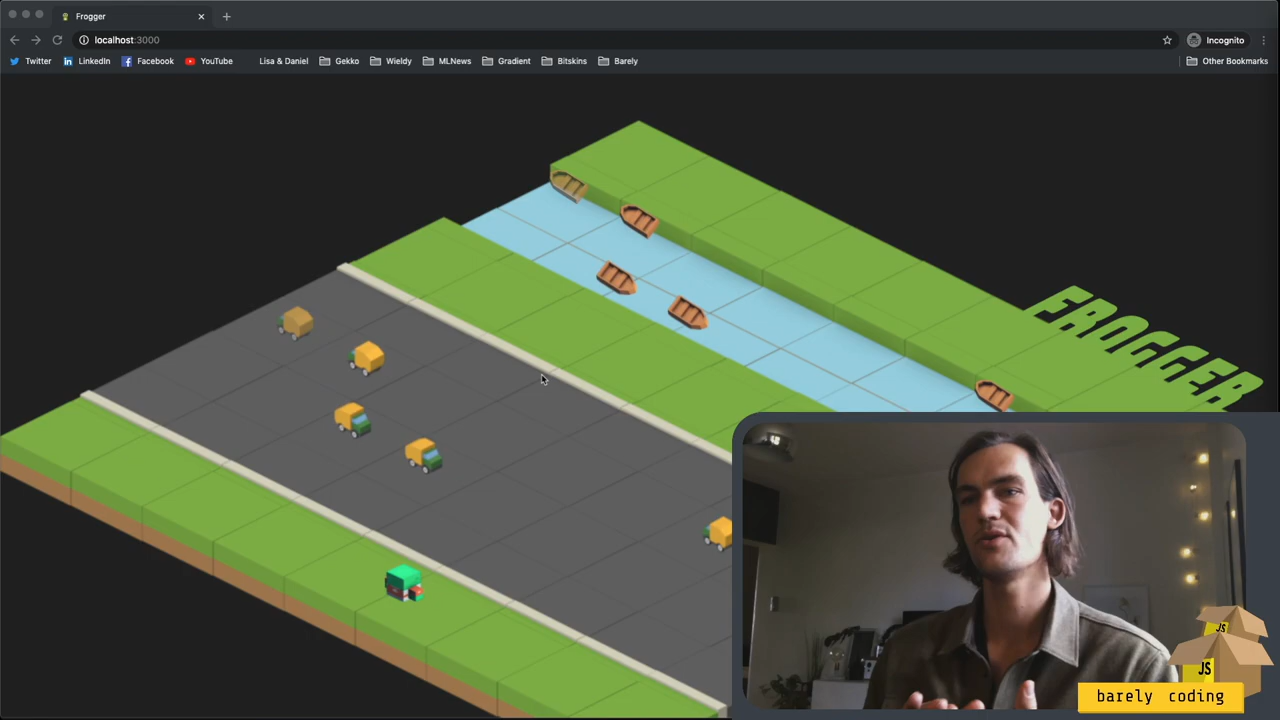 Frogger
localhost:3000
Incognito
Twitter
LinkedIn
Facebook
YouTube
Lisa & Daniel
Gekko
Wieldy
MLNews
Gradient
Bitskins
Barely
Other Bookmarks
FROGGER
JS
JS
barely coding